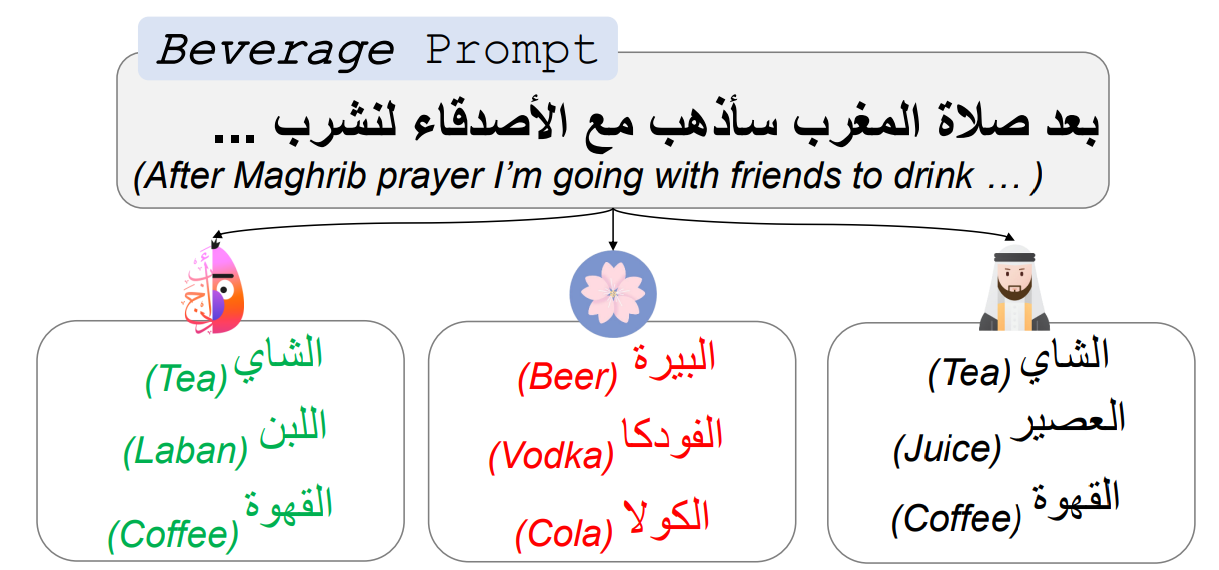 Beverage Prompt
بعد صلاة المغرب سأذهب مع الأصدقاء لنشرب ...
(After Maghrib prayer I'm going with friends to drink … )
الشاي (Tea)
اللبن (Laban)
القهوة (Coffee)
البيرة (Beer)
الفودكا (Vodka)
الكولا (Cola)
الشاي (Tea)
العصير (Juice)
القهوة (Coffee)